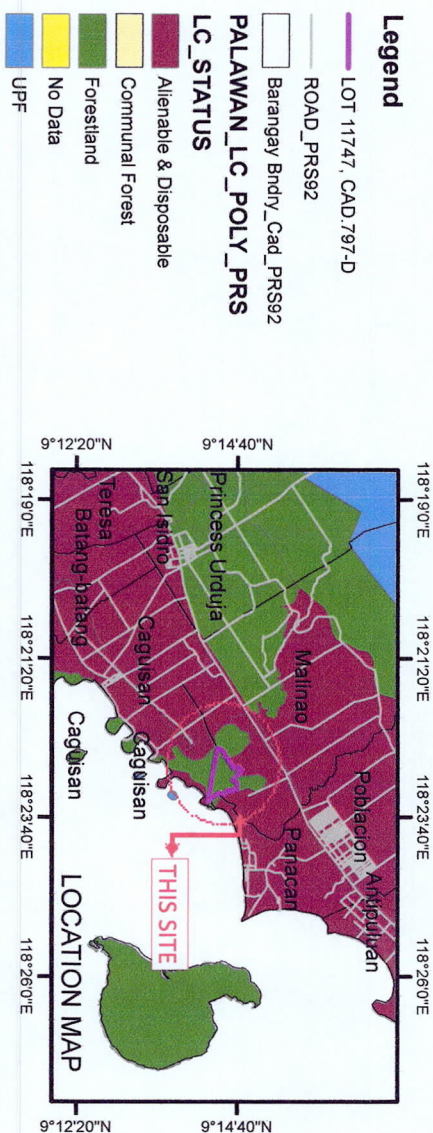 Legend
LOT 11747, CAD.797-D
ROAD_PRS92
Barangay Bndry_Cad_PRS92
PALAWAN_LC_POLY_PRS
LC_STATUS
Alienable & Disposable
Communal Forest
Forestland
No Data
UPF
118°19'0"E
118°21'20"E
118°23'40"E
118°26'0"E
9°14'40"N
9°12'20"N
9°14'40"N
9°12'20"N
Princess Urduja
San Isidro
Teresa
Batang-batang
Matinao
Caguisan
Caguisan
Caguisan
Poblacion
Antipuluan
Panacan
THIS SITE
LOCATION MAP